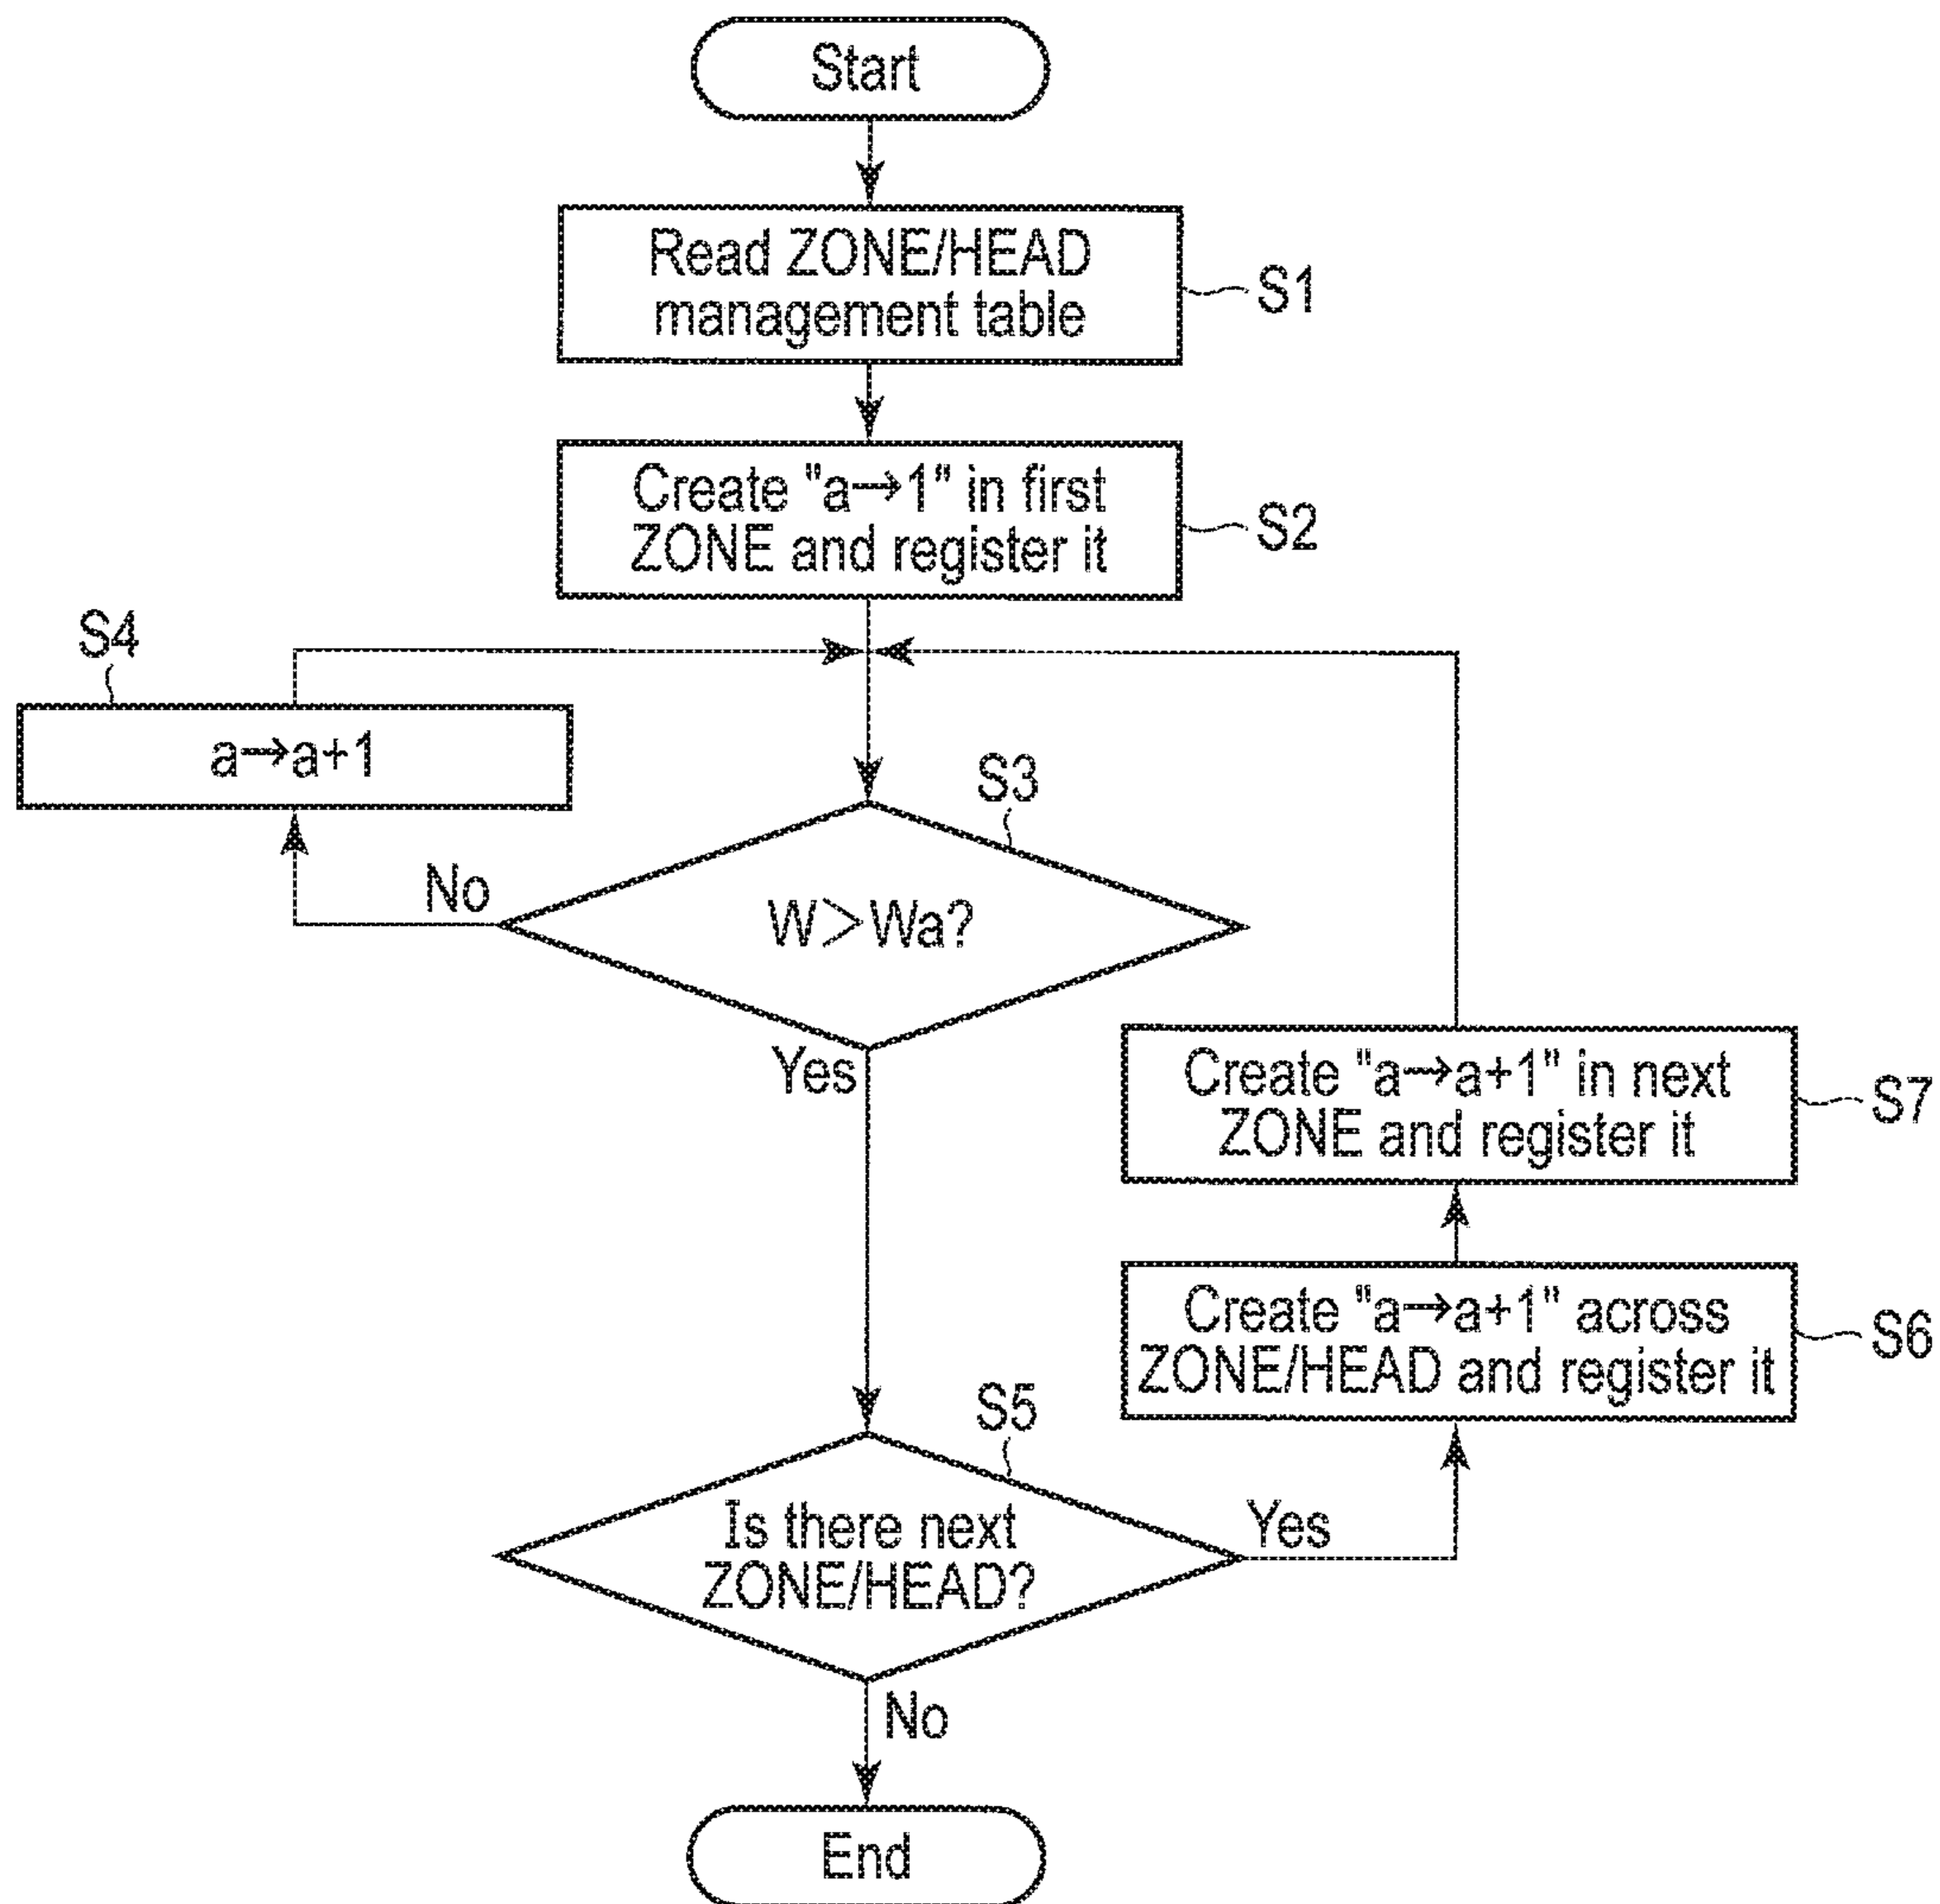 Start
Read ZONE/HEAD
management table
S1
Create "a→1" in first
ZONE and register it
S2
S4
a→a+1
S3
No
W>Wa?
Yes
Create "a→a+1" in next
ZONE and register it
S7
Create "a→a+1" across
ZONE/HEAD and register it
S6
S5
Is there next
ZONE/HEAD?
Yes
No
End